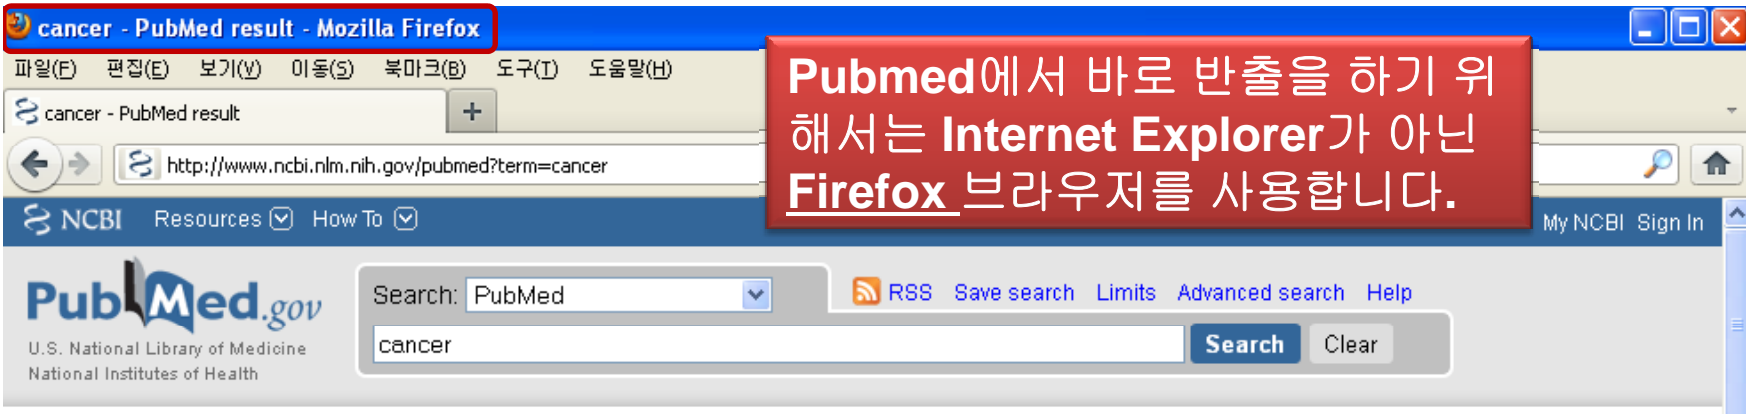 cancer - PubMed result - Mozilla Firefox
파일(F) 편집(E) 보기(V) 이동(S) 북마크(B) 도구(T) 도움말(H)
cancer - PubMed result +
http://www.ncbi.nlm.nih.gov/pubmed?term=cancer
Pubmed에서 바로 반출을 하기 위
해서는 Internet Explorer가 아닌
Firefox 브라우저를 사용합니다.
NCBI Resources How To My NCBI Sign In
PubMed.gov
U.S. National Library of Medicine
National Institutes of Health
Search: PubMed
RSS Save search Limits Advanced search Help
cancer Search Clear